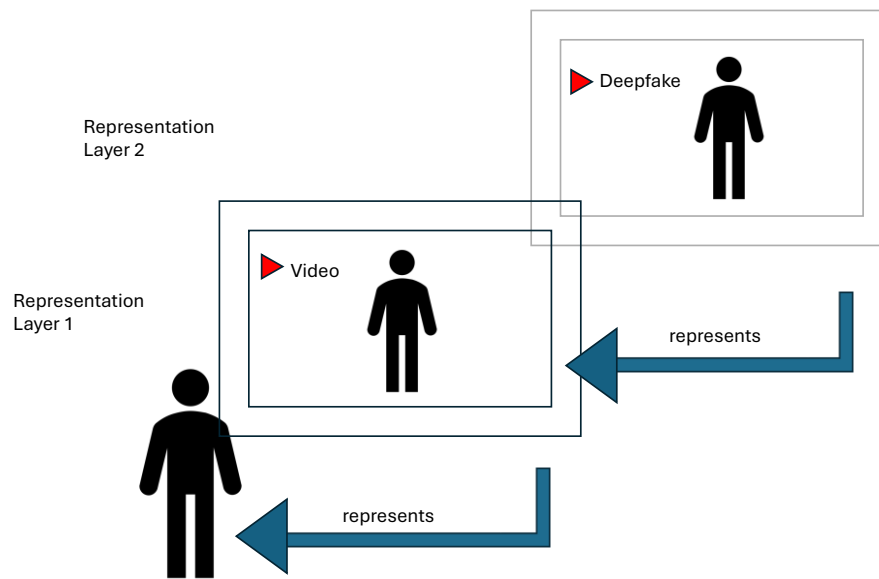 Deepfake
Representation
Layer 2
Video
Representation
Layer 1
represents
represents